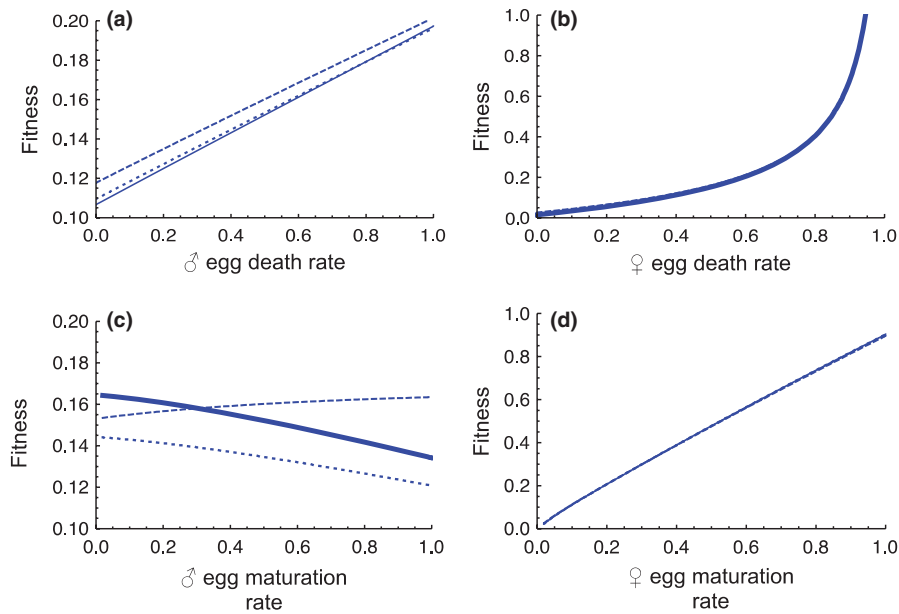 (a)
Fitness
0.20
0.18
0.16
0.14
0.12
0.10
0.0 0.2 0.4 0.6 0.8 1.0
♂ egg death rate
(b)
Fitness
1.0
0.8
0.6
0.4
0.2
0.0
0.0 0.2 0.4 0.6 0.8 1.0
♀ egg death rate
(c)
Fitness
0.20
0.18
0.16
0.14
0.12
0.10
0.0 0.2 0.4 0.6 0.8 1.0
♂ egg maturation
rate
(d)
Fitness
1.0
0.8
0.6
0.4
0.2
0.0
0.0 0.2 0.4 0.6 0.8 1.0
♀ egg maturation
rate